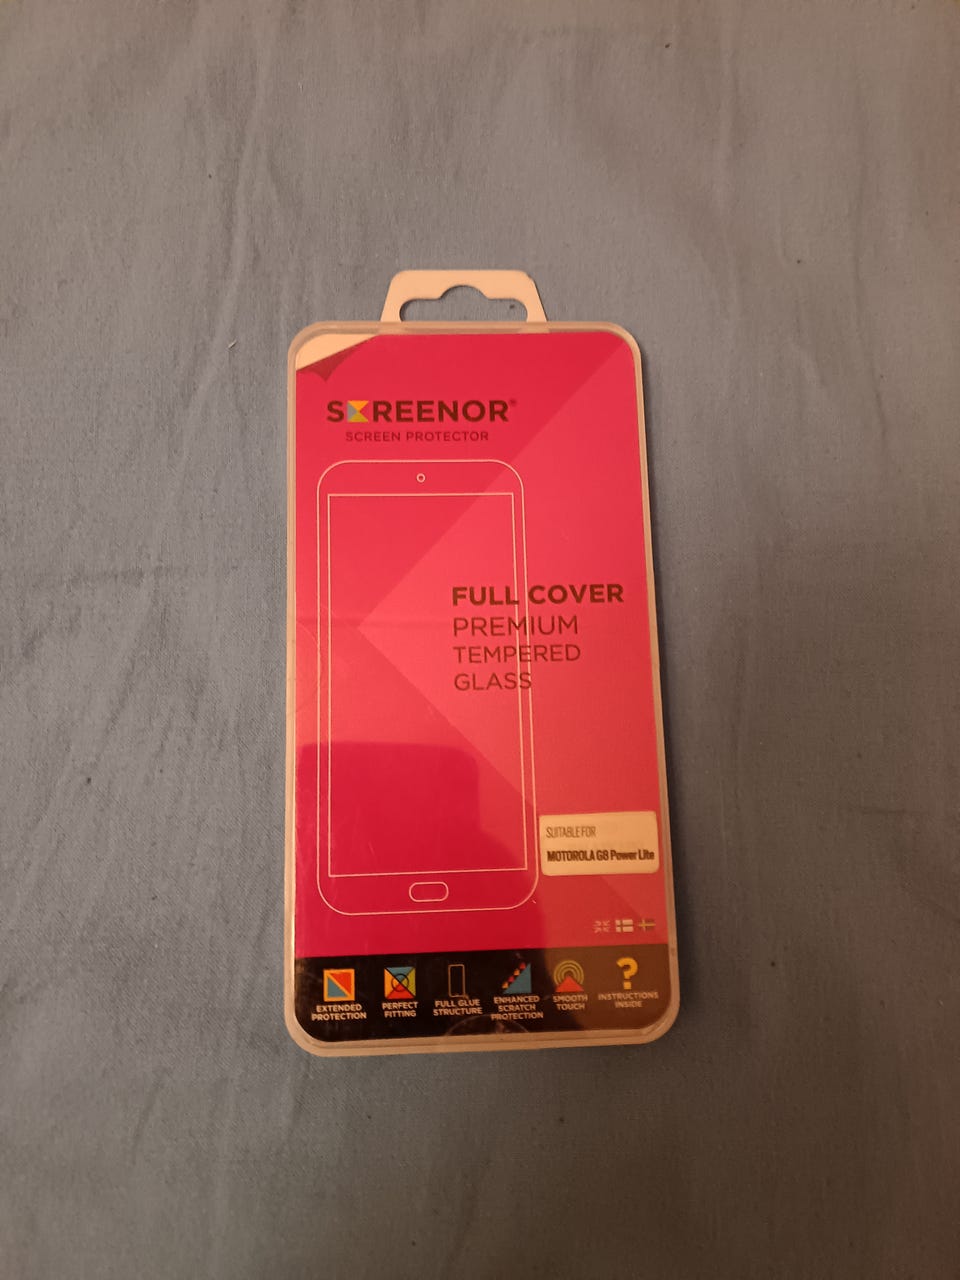 SCREENOR®
SCREEN PROTECTOR
FULL COVER
PREMIUM
TEMPERED
GLASS
SUITABLE FOR
MOTOROLA G8 Power Lite
EXTENDED
PROTECTION
PERFECT
FITTING
FULL GLUE
STRUCTURE
ENHANCED
SCRATCH
PROTECTION
SMOOTH
TOUCH
?
INSTRUCTIONS
INSIDE